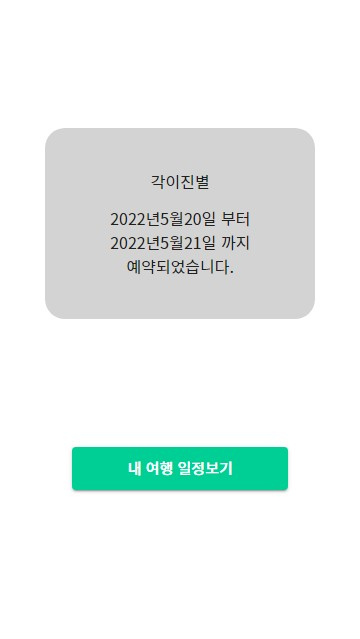 각이진별
2022년5월20일 부터
2022년5월21일 까지
예약되었습니다.
내 여행 일정보기